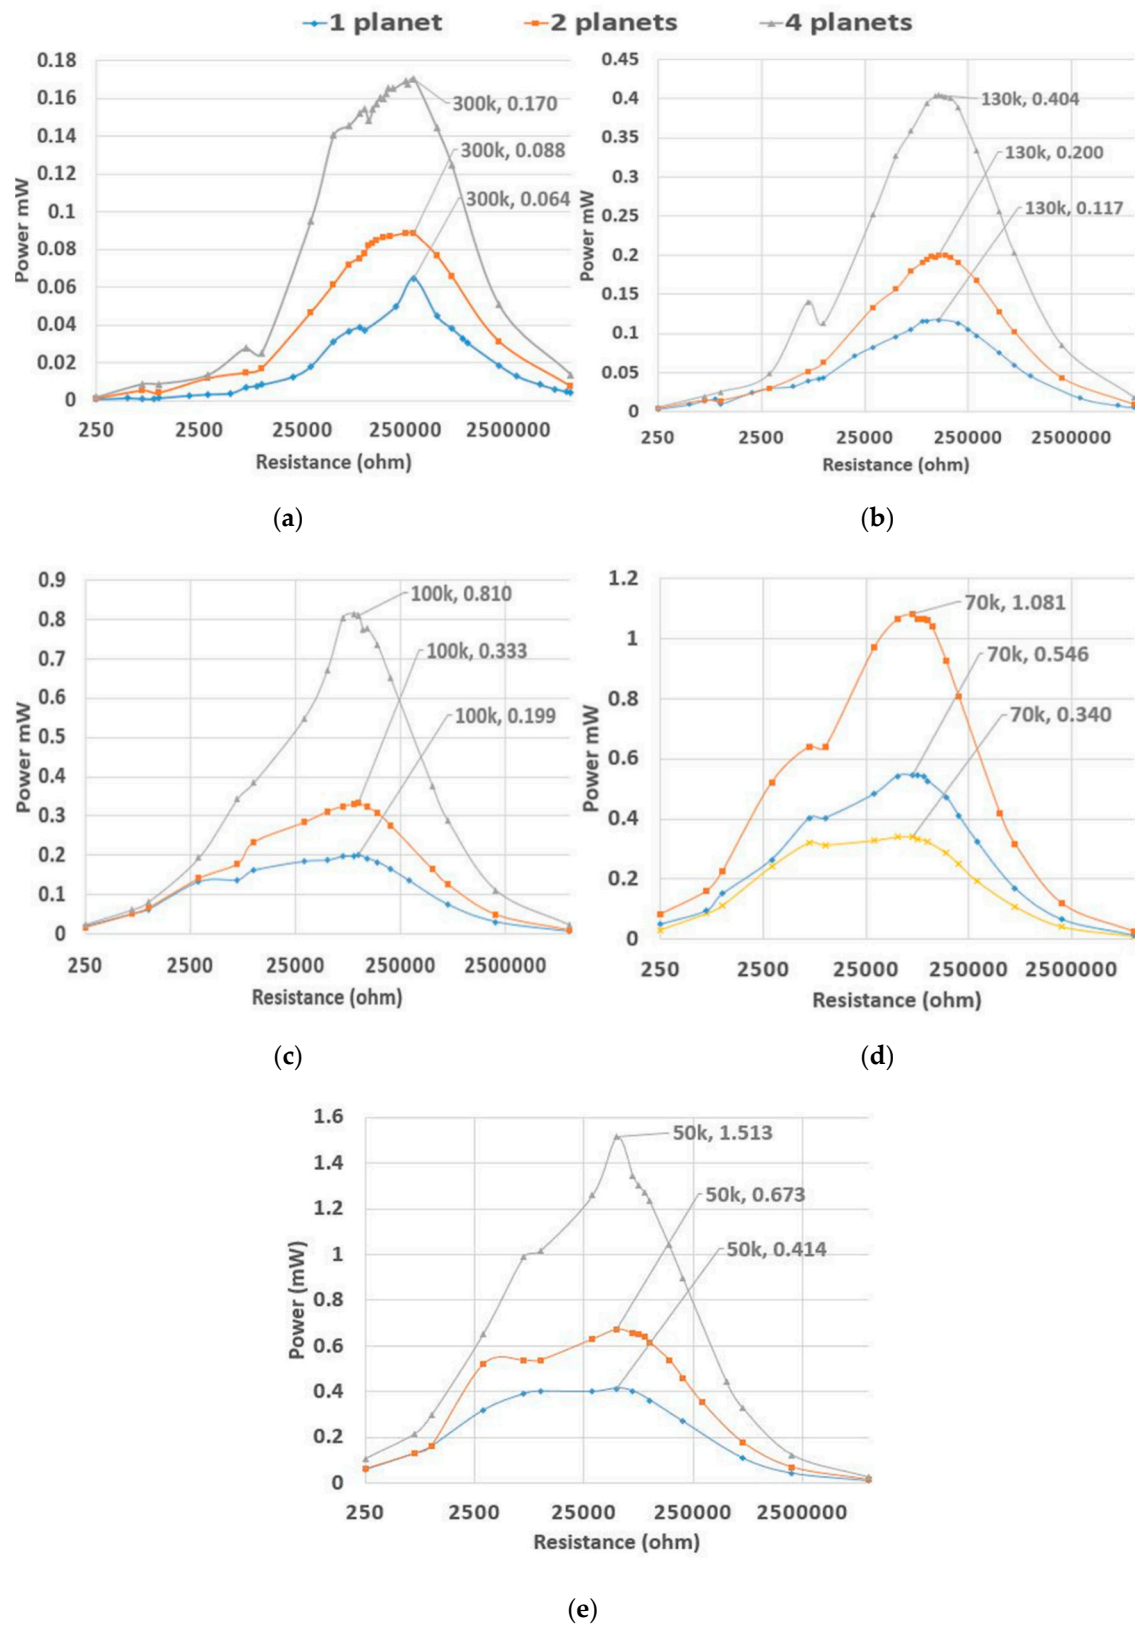 1 planet 2 planets 4 planets
0.18
0.16
0.14
0.12
0.1
0.08
0.06
0.04
0.02
0
Power mW
300k, 0.170
300k, 0.088
300k, 0.064
250 2500 25000 250000 2500000
Resistance (ohm)
(a)
0.45
0.4
0.35
0.3
0.25
0.2
0.15
0.1
0.05
0
Power mW
130k, 0.404
130k, 0.200
130k, 0.117
250 2500 25000 250000 2500000
Resistance (ohm)
(b)
0.9
0.8
0.7
0.6
0.5
0.4
0.3
0.2
0.1
0
Power mW
100k, 0.810
100k, 0.333
100k, 0.199
250 2500 25000 250000 2500000
Resistance (ohm)
(c)
1.2
1
0.8
0.6
0.4
0.2
0
Power mW
70k, 1.081
70k, 0.546
70k, 0.340
250 2500 25000 250000 2500000
Resistance (ohm)
(d)
1.6
1.4
1.2
1
0.8
0.6
0.4
0.2
0
Power (mW)
50k, 1.513
50k, 0.673
50k, 0.414
250 2500 25000 250000 2500000
Resistance (ohm)
(e)